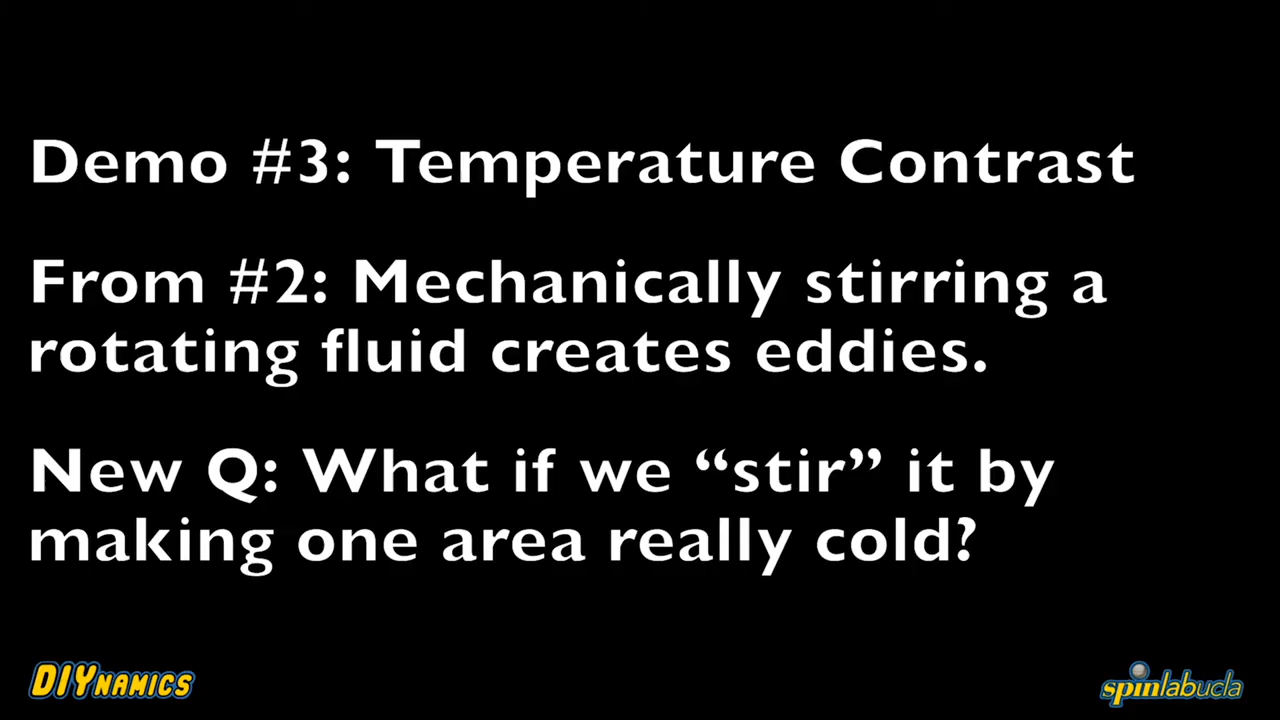 Demo #3: Temperature Contrast
From #2: Mechanically stirring a
rotating fluid creates eddies.
New Q: What if we “stir” it by
making one area really cold?
DIYNAMICS
spinlabucla